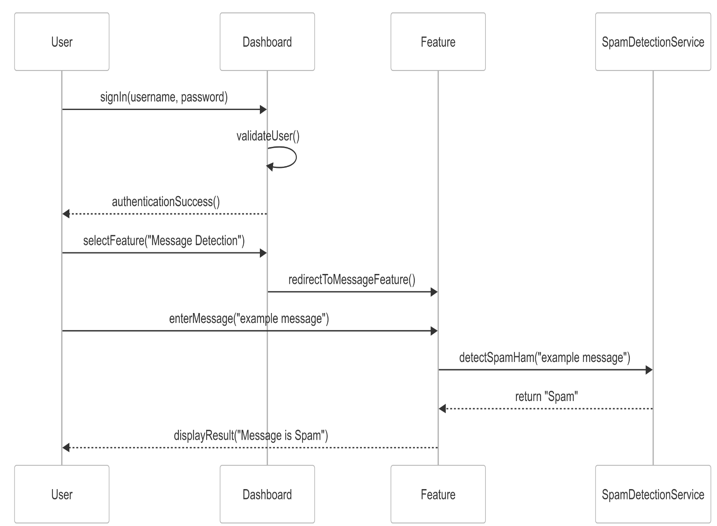 User Dashboard Feature SpamDetectionService
signIn(username, password)
validateUser()
authenticationSuccess()
selectFeature("Message Detection")
redirectToMessageFeature()
enterMessage("example message")
detectSpamHam("example message")
return "Spam"
displayResult("Message is Spam")
User Dashboard Feature SpamDetectionService